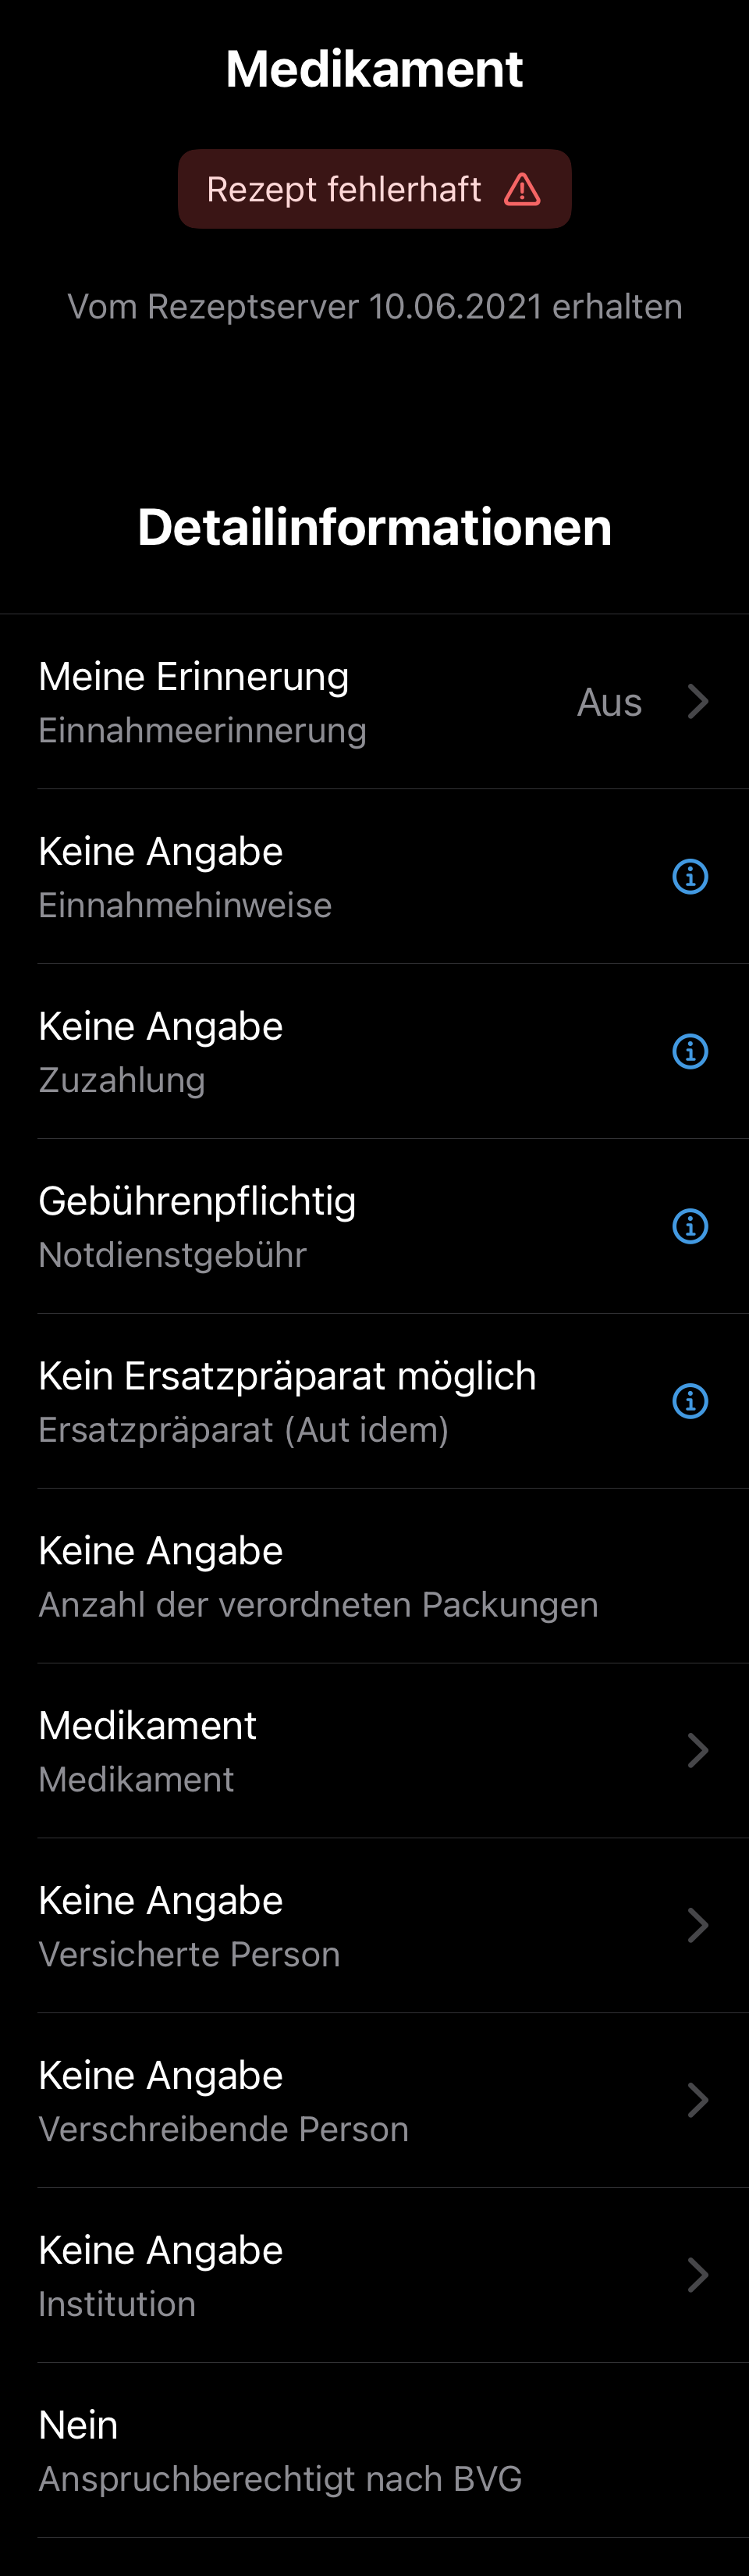 Medikament
Rezept fehlerhaft
Vom Rezeptserver 10.06.2021 erhalten
Detailinformationen
Meine Erinnerung
Einnahmeerinnerung
Aus
Keine Angabe
Einnahmehinweise
Keine Angabe
Zuzahlung
Gebührenpflichtig
Notdienstgebühr
Kein Ersatzpräparat möglich
Ersatzpräparat (Aut idem)
Keine Angabe
Anzahl der verordneten Packungen
Medikament
Medikament
Keine Angabe
Versicherte Person
Keine Angabe
Verschreibende Person
Keine Angabe
Institution
Nein
Anspruchberechtigt nach BVG